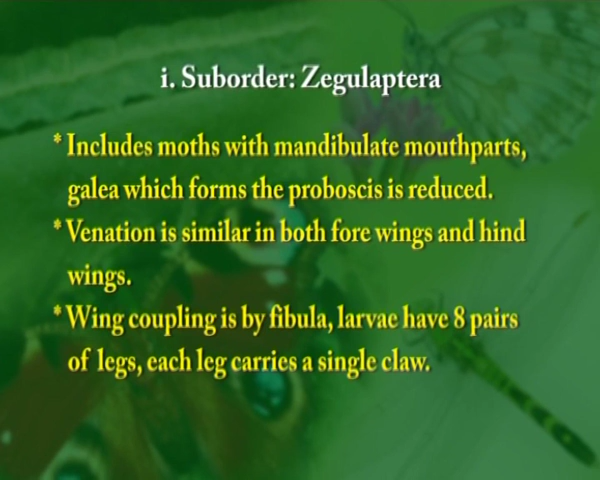 i. Suborder: Zegulaptera
* Includes moths with mandibulate mouthparts,
galea which forms the proboscis is reduced.
* Venation is similar in both fore wings and hind
wings.
* Wing coupling is by fibula, larvae have 8 pairs
of legs, each leg carries a single claw.